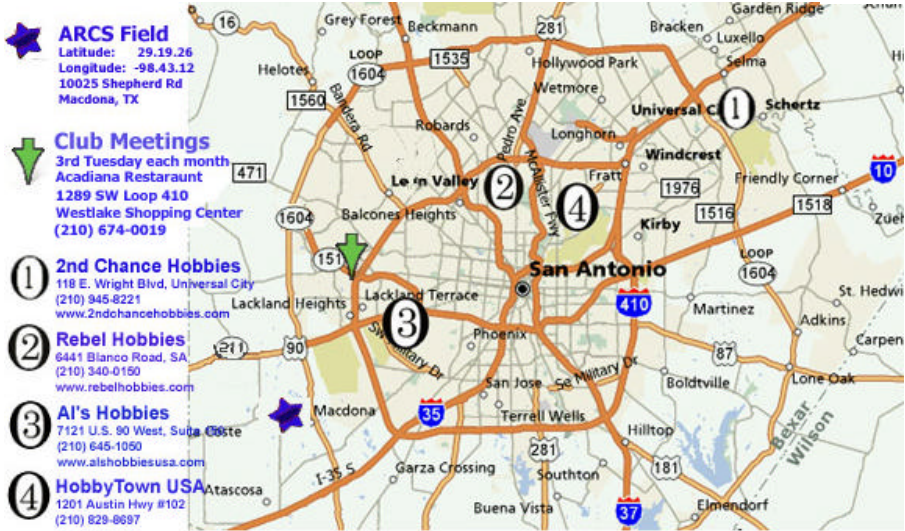 ARCS Field
Latitude: 29.19.26
Longitude: -98.43.12
10025 Shepherd Rd
Macdona, TX
Club Meetings
3rd Tuesday each month
Acadiana Restaraunt
1289 SW Loop 410
Westlake Shopping Center
(210) 674-0019
1
2nd Chance Hobbies
118 E. Wright Blvd, Universal City
(210) 945-8221
www.2ndchancehobbies.com
2
Rebel Hobbies
6441 Blanco Road, SA
(210) 340-0150
www.rebelhobbies.com
3
Al's Hobbies
7121 U.S. 90 West, Suite
(210) 645-1050
www.alshobbiesusa.com
4
HobbyTown USA
1201 Austin Hwy #102
(210) 829-8697
16
Grey Forest
Beckmann
281
Garden Ridge
Bracken
Luxello
LOOP
1604
1535
Hollywood Park
Selma
Helotes
Wetmore
1560
Bandera Rd
Universal
1
Schertz
Robards
Pedro Ave
Longhorn
McAllister Fwy
Windcrest
471
Fratt
10
Leon Valley
2
4
1976
Friendly Corner
1604
Balcones Heights
1516
1518
Kirby
151
LOOP
1604
San Antonio
Lackland Heights
Lackland Terrace
410
Martinez
St. Hedwig
3
Adkins
211
90
SW Military Dr
Phoenix
87
San Jose
Se Military Dr
Boldtville
Lone Oak
Macdona
35
Terrell Wells
Bexar
Wilson
281
Hilltop
I-35 S
Garza Crossing
Southton
181
Atascosa
Buena Vista
37
Elmendorf